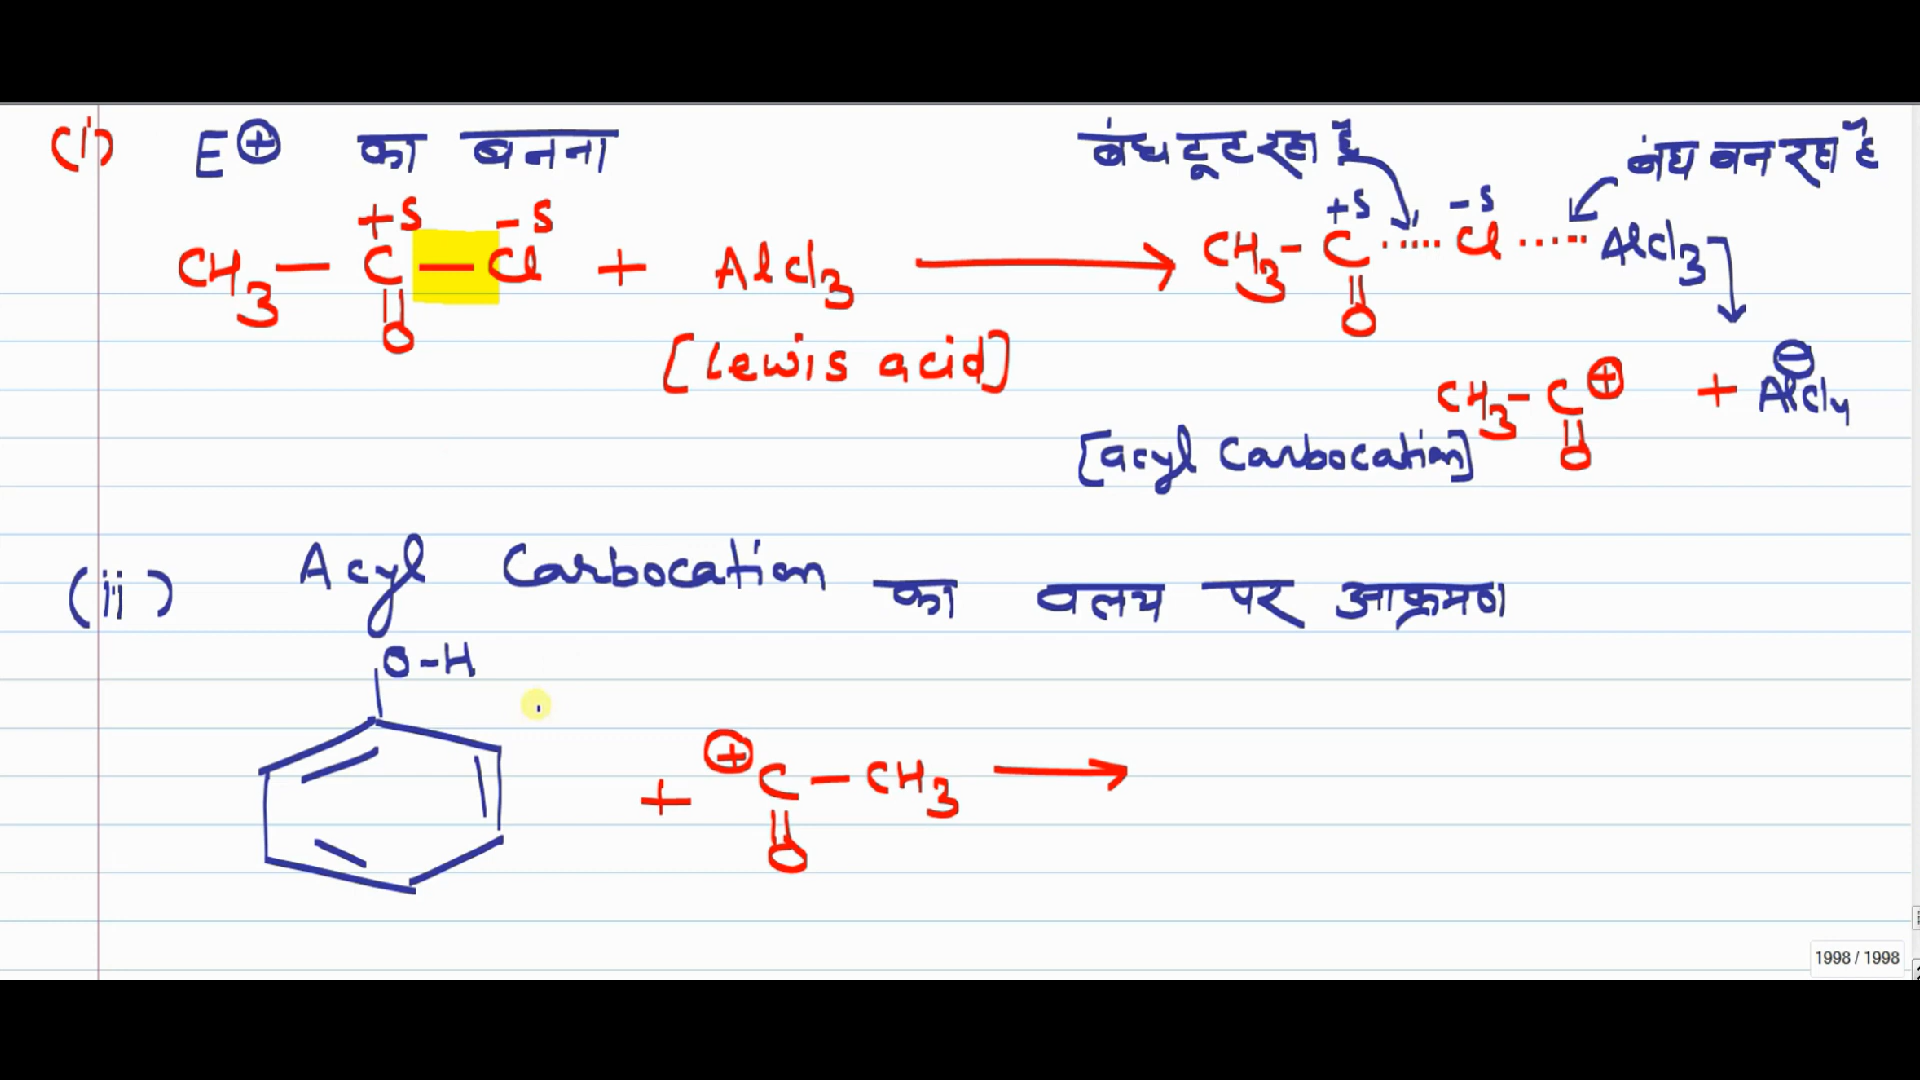 (i) E⊕ का बनना
बंध टूट रहा है
बंध बन रहा है
+δ -δ
CH₃ — C — Cl + AlCl₃ ⟶
‖
O
[Lewis acid]
+δ -δ
CH₃ - C ····· Cl ····· AlCl₃
‖
O
CH₃ - C⊕ + AlCl₄⊖
‖
O
[acyl Carbocation]
(ii) Acyl Carbocation का वलय पर आक्रमण
O-H
+ ⊕C — CH₃ ⟶
‖
O
1998 / 1998